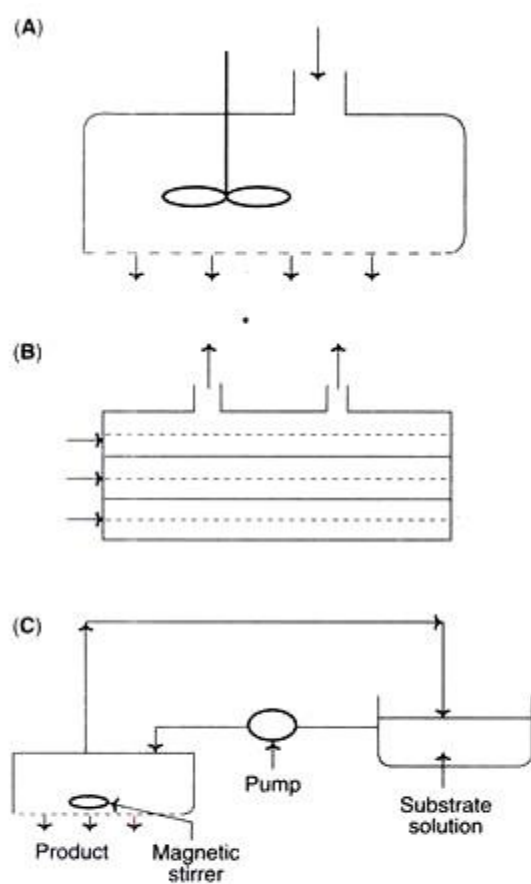 (A)
(B)
(C)
Pump
Substrate
solution
Product
Magnetic
stirrer